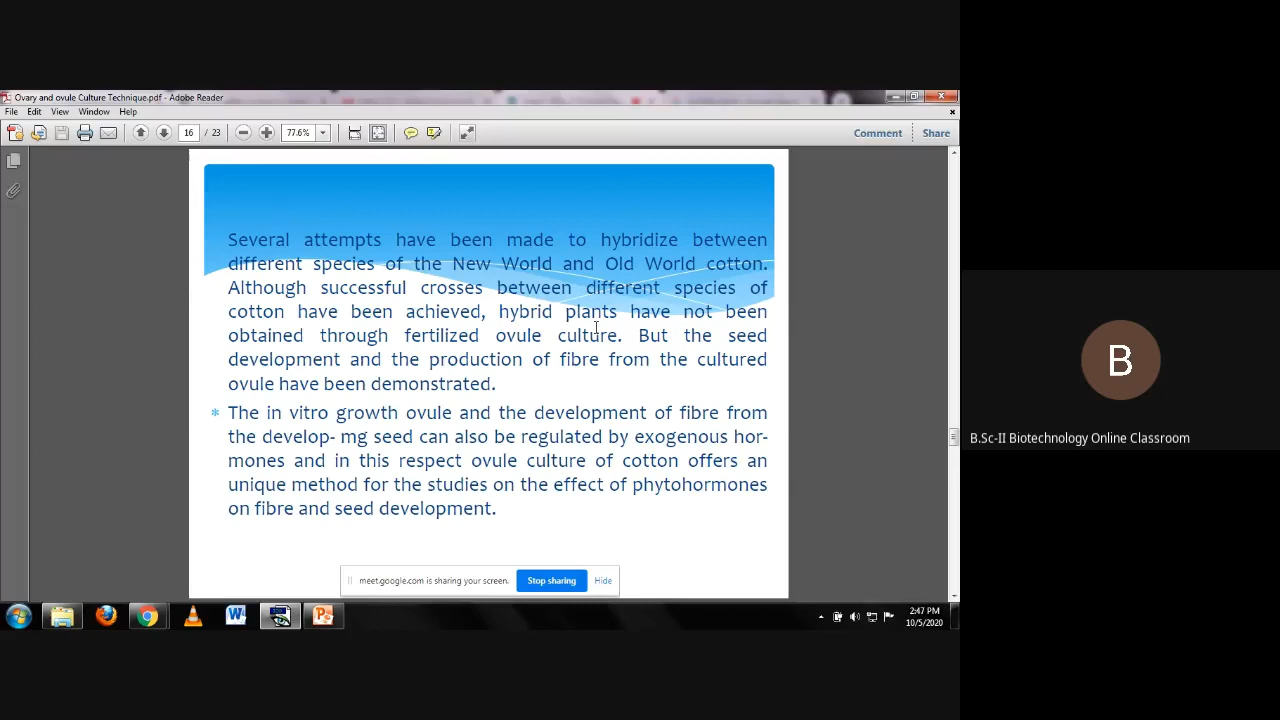 Ovary and ovule Culture Technique.pdf - Adobe Reader
File Edit View Window Help
16 / 23 77.6% Comment Share
Several attempts have been made to hybridize between
different species of the New World and Old World cotton.
Although successful crosses between different species of
cotton have been achieved, hybrid plants have not been
obtained through fertilized ovule culture. But the seed
development and the production of fibre from the cultured
ovule have been demonstrated.
* The in vitro growth ovule and the development of fibre from
the develop- mg seed can also be regulated by exogenous hor-
mones and in this respect ovule culture of cotton offers an
unique method for the studies on the effect of phytohormones
on fibre and seed development.
meet.google.com is sharing your screen. Stop sharing Hide
2:47 PM
10/5/2020
B
B.Sc-II Biotechnology Online Classroom